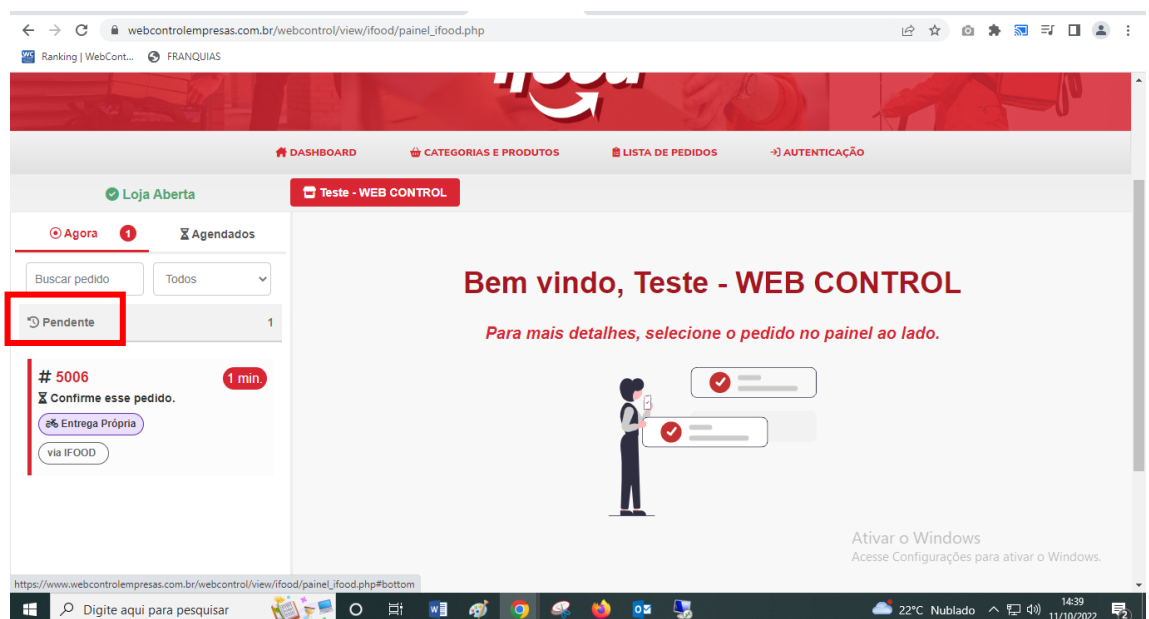 webcontrolempresas.com.br/webcontrol/view/ifood/painel_ifood.php
Ranking | WebCont... FRANQUIAS
ifood
DASHBOARD CATEGORIAS E PRODUTOS LISTA DE PEDIDOS AUTENTICAÇÃO
Loja Aberta Teste - WEB CONTROL
Agora 1 Agendados
Buscar pedido Todos
Bem vindo, Teste - WEB CONTROL
Pendente 1
Para mais detalhes, selecione o pedido no painel ao lado.
# 5006 1 min.
Confirme esse pedido.
Entrega Própria
via IFOOD
Ativar o Windows
Acesse Configurações para ativar o Windows.
https://www.webcontrolempresas.com.br/webcontrol/view/ifood/painel_ifood.php#bottom
Digite aqui para pesquisar 22°C Nublado 14:39
11/10/2022 2